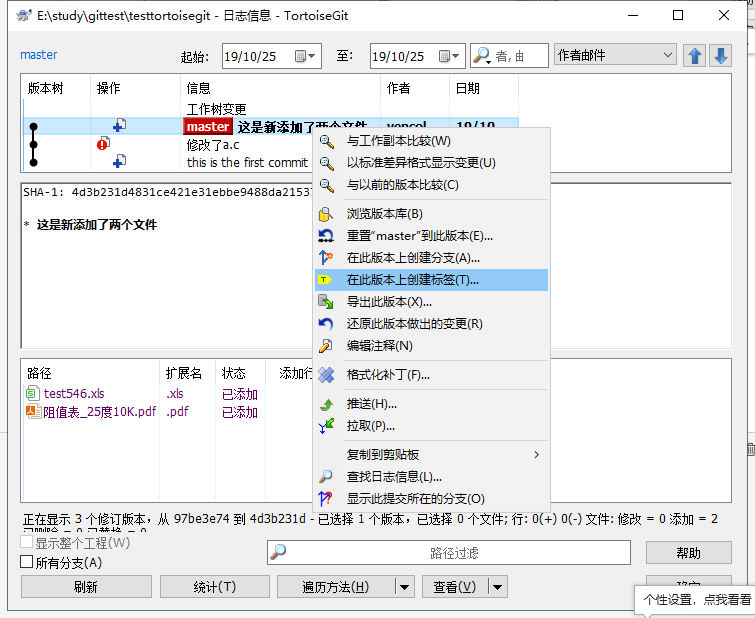 E:\study\gittest\testtortoisegit - 日志信息 - TortoiseGit
master 起始: 19/10/25 至: 19/10/25 者, 由 作者邮件
版本树 操作 信息 作者 日期
工作树变更
master 这是新添加了两个文件
修改了a.c
this is the first commit
与工作副本比较(W)
以标准差异格式显示变更(U)
与以前的版本比较(C)
浏览版本库(B)
重置“master”到此版本(E)...
在此版本上创建分支(A)...
在此版本上创建标签(T)...
导出此版本(X)...
还原此版本做出的变更(R)
编辑注释(N)
格式化补丁(F)...
推送(H)...
拉取(P)...
复制到剪贴板
查找日志信息(L)...
显示此提交所在的分支(O)
SHA-1: 4d3b231d4831ce421e31ebbe9488da2153
* 这是新添加了两个文件
路径 扩展名 状态 添加行
test546.xls .xls 已添加
阻值表_25度10K.pdf .pdf 已添加
正在显示 3 个修订版本，从 97be3e74 到 4d3b231d - 已选择 1 个版本，已选择 0 个文件; 行: 0(+) 0(-) 文件: 修改 = 0 添加 = 2
显示整个工程(W)
所有分支(A)
路径过滤
帮助
刷新 统计(T) 遍历方法(H) 查看(V)
个性设置，点我看看